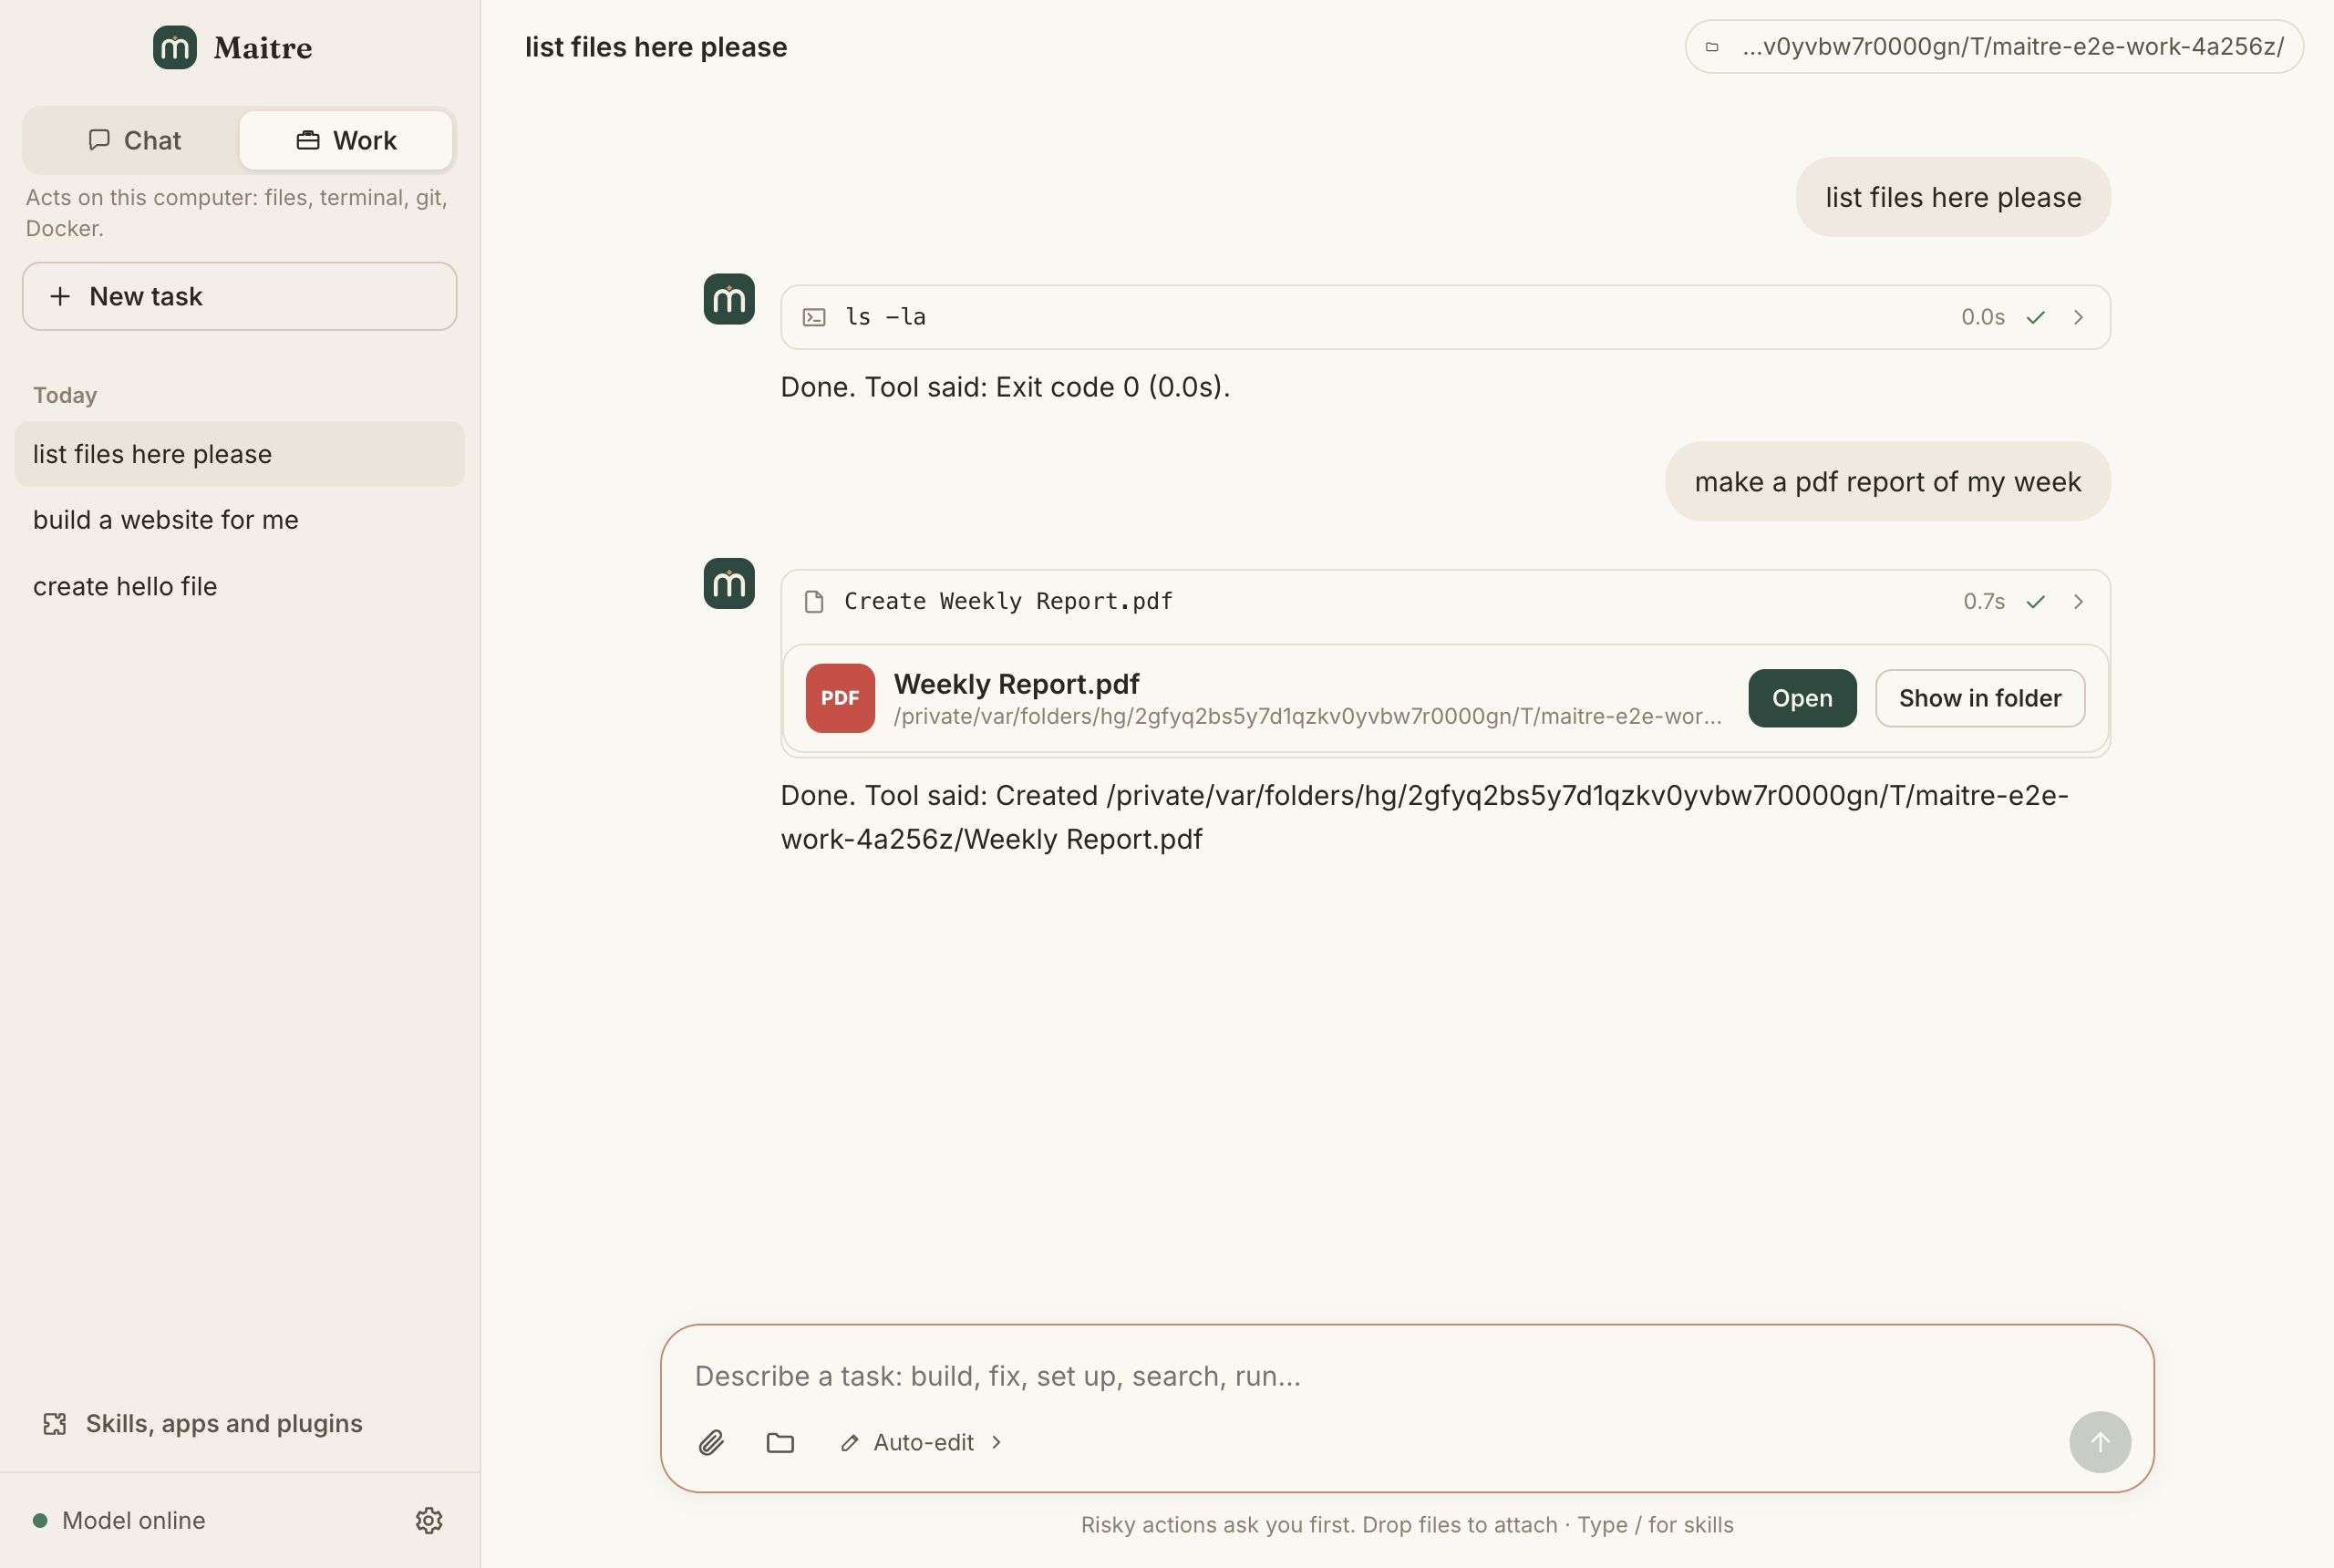 Maitre
Chat
Work
Acts on this computer: files, terminal, git,
Docker.
New task
Today
list files here please
build a website for me
create hello file
Skills, apps and plugins
Model online
list files here please
...v0yvbw7r0000gn/T/maitre-e2e-work-4a256z/
list files here please
ls -la
0.0s
Done. Tool said: Exit code 0 (0.0s).
make a pdf report of my week
Create Weekly Report.pdf
0.7s
PDF
Weekly Report.pdf
/private/var/folders/hg/2gfyq2bs5y7d1qzkv0yvbw7r0000gn/T/maitre-e2e-wor...
Open
Show in folder
Done. Tool said: Created /private/var/folders/hg/2gfyq2bs5y7d1qzkv0yvbw7r0000gn/T/maitre-e2e-
work-4a256z/Weekly Report.pdf
Describe a task: build, fix, set up, search, run...
Auto-edit
Risky actions ask you first. Drop files to attach · Type / for skills